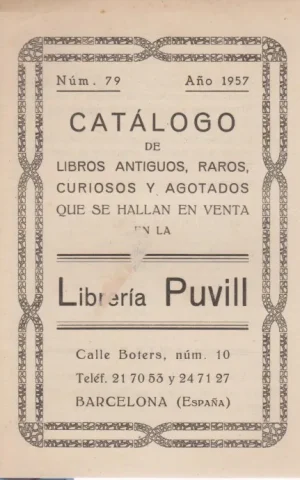 Núm. 79 Año 1957
CATÁLOGO
DE
LIBROS ANTIGUOS, RAROS,
CURIOSOS Y AGOTADOS
QUE SE HALLAN EN VENTA
EN LA
Librería Puvill
Calle Boters, núm. 10
Teléf. 21 70 53 y 24 71 27
BARCELONA (ESPAÑA)